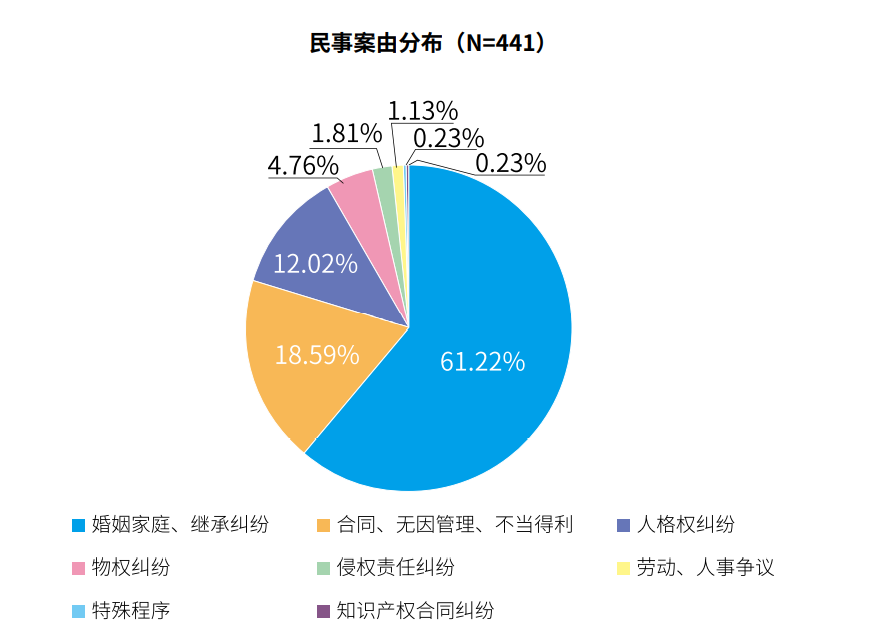 民事案由分布（N=441）
1.13%
1.81%
0.23%
4.76%
0.23%
12.02%
18.59%
61.22%
婚姻家庭、继承纠纷
合同、无因管理、不当得利
人格权纠纷
物权纠纷
侵权责任纠纷
劳动、人事争议
特殊程序
知识产权合同纠纷